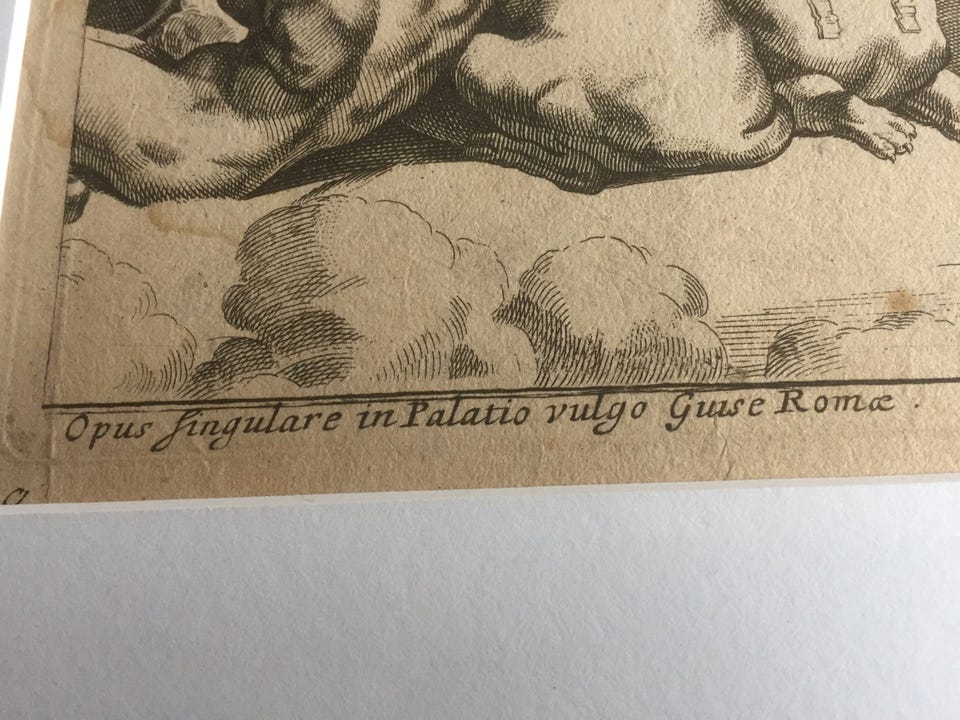 Opus ſingulare in Palatio vulgo Guise Romæ .